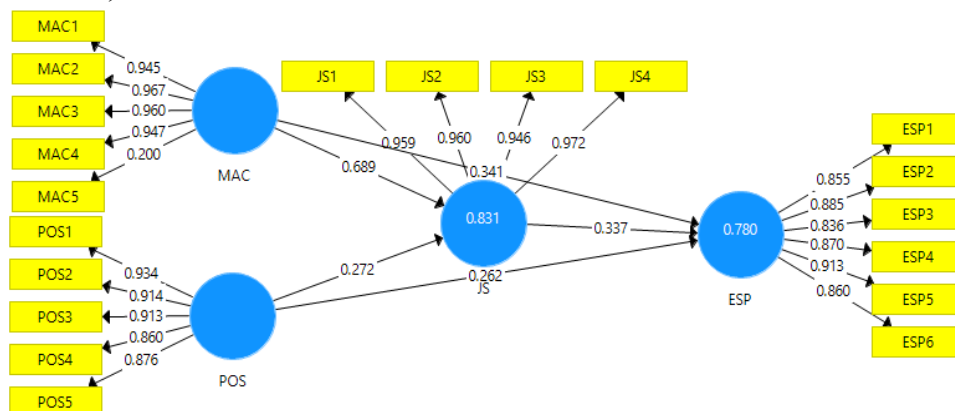 MAC1
MAC2
MAC3
MAC4
MAC5
0.945
0.967
0.960
0.947
0.200
MAC
POS1
POS2
POS3
POS4
POS5
0.934
0.914
0.913
0.860
0.876
POS
JS1
JS2
JS3
JS4
0.959
0.960
0.946
0.972
0.689
0.341
0.831
0.272
0.337
0.262
JS
0.780
ESP
0.855
0.885
0.836
0.870
0.913
0.860
ESP1
ESP2
ESP3
ESP4
ESP5
ESP6